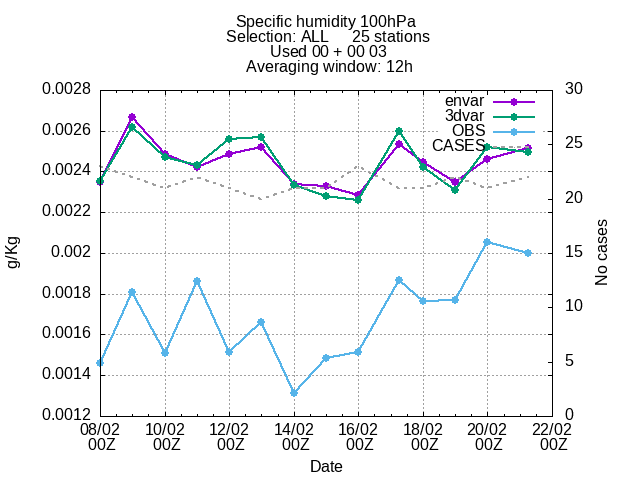 Specific humidity 100hPa
Selection: ALL 25 stations
Used 00 + 00 03
Averaging window: 12h
envar
3dvar
OBS
CASES
0.0028
0.0026
0.0024
0.0022
0.002
0.0018
0.0016
0.0014
0.0012
g/Kg
30
25
20
15
10
5
0
No cases
08/02 10/02 12/02 14/02 16/02 18/02 20/02 22/02
00Z 00Z 00Z 00Z 00Z 00Z 00Z 00Z
Date